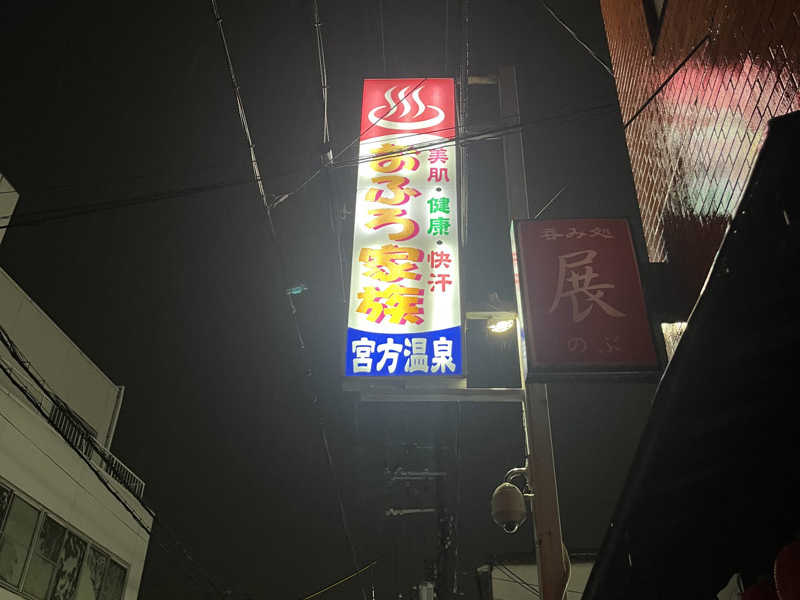 美肌・健康・快汗
おふろ家族
宮方温泉
呑み処
展
のぶ